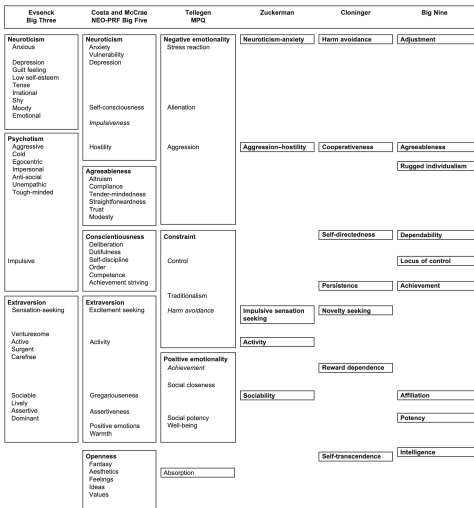 Evsenck
Big Three
Costa and McCrae
NEO-PRF Big Five
Tellegen
MPQ
Zuckerman
Cloninger
Big Nine
Neuroticism
Anxious
Depression
Guilt feeling
Low self-esteem
Tense
Irrational
Shy
Moody
Emotional
Psychotism
Aggressive
Cold
Egocentric
Impersonal
Anti-social
Unempathic
Tough-minded
Impulsive
Extraversion
Sensation-seeking
Venturesome
Active
Surgent
Carefree
Sociable
Lively
Assertive
Dominant
Neuroticism
Anxiety
Vulnerability
Depression
Self-consciousness
Impulsiveness
Hostility
Agreeableness
Altruism
Compliance
Tender-mindedness
Straightforwardness
Trust
Modesty
Conscientiousness
Deliberation
Dutifulness
Self-discipline
Order
Competence
Achievement striving
Extraversion
Excitement seeking
Activity
Gregariousness
Assertiveness
Positive emotions
Warmth
Openness
Fantasy
Aesthetics
Feelings
Ideas
Values
Negative emotionality
Stress reaction
Alienation
Aggression
Constraint
Control
Traditionalism
Harm avoidance
Positive emotionality
Achievement
Social closeness
Social potency
Well-being
Absorption
Neuroticism-anxiety
Aggression–hostility
Impulsive sensation
seeking
Activity
Sociability
Harm avoidance
Cooperativeness
Self-directedness
Persistence
Novelty seeking
Reward dependence
Self-transcendence
Adjustment
Agreeableness
Rugged individualism
Dependability
Locus of control
Achievement
Affiliation
Potency
Intelligence